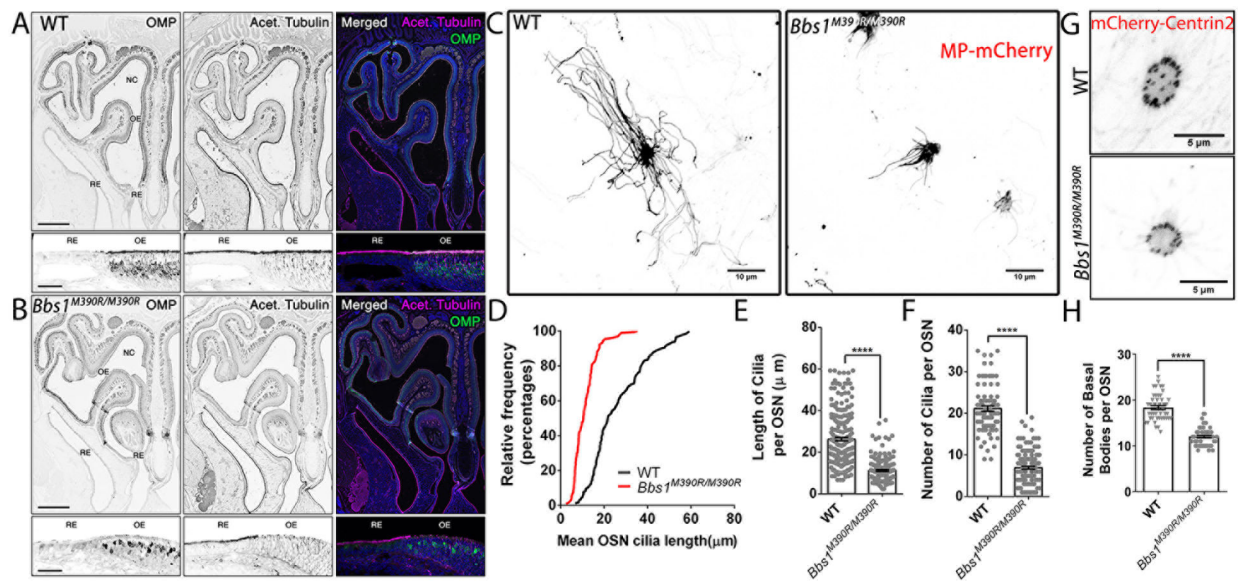 A
WT
OMP
Acet. Tubulin
Merged
Acet. Tubulin
OMP
NC
OE
RE
RE
RE
OE
RE
OE
RE
OE
B
Bbs1M390R/M390R
OMP
Acet. Tubulin
Merged
Acet. Tubulin
OMP
NC
OE
RE
RE
RE
OE
RE
OE
RE
OE
C
WT
10 µm
Bbs1M390R/M390R
MP-mCherry
10 µm
D
Relative frequency
(percentages)
100
80
60
40
20
0
WT
Bbs1M390R/M390R
0
20
40
60
80
Mean OSN cilia length(µm)
E
Length of Cilia
per OSN (µ m)
80
60
40
20
0
****
WT
Bbs1M390R/M390R
F
Number of Cilia per OSN
40
30
20
10
0
****
WT
Bbs1M390R/M390R
G
mCherry-Centrin2
WT
5 µm
Bbs1M390R/M390R
5 µm
H
Number of Basal
Bodies per OSN
30
20
10
0
****
WT
Bbs1M390R/M390R